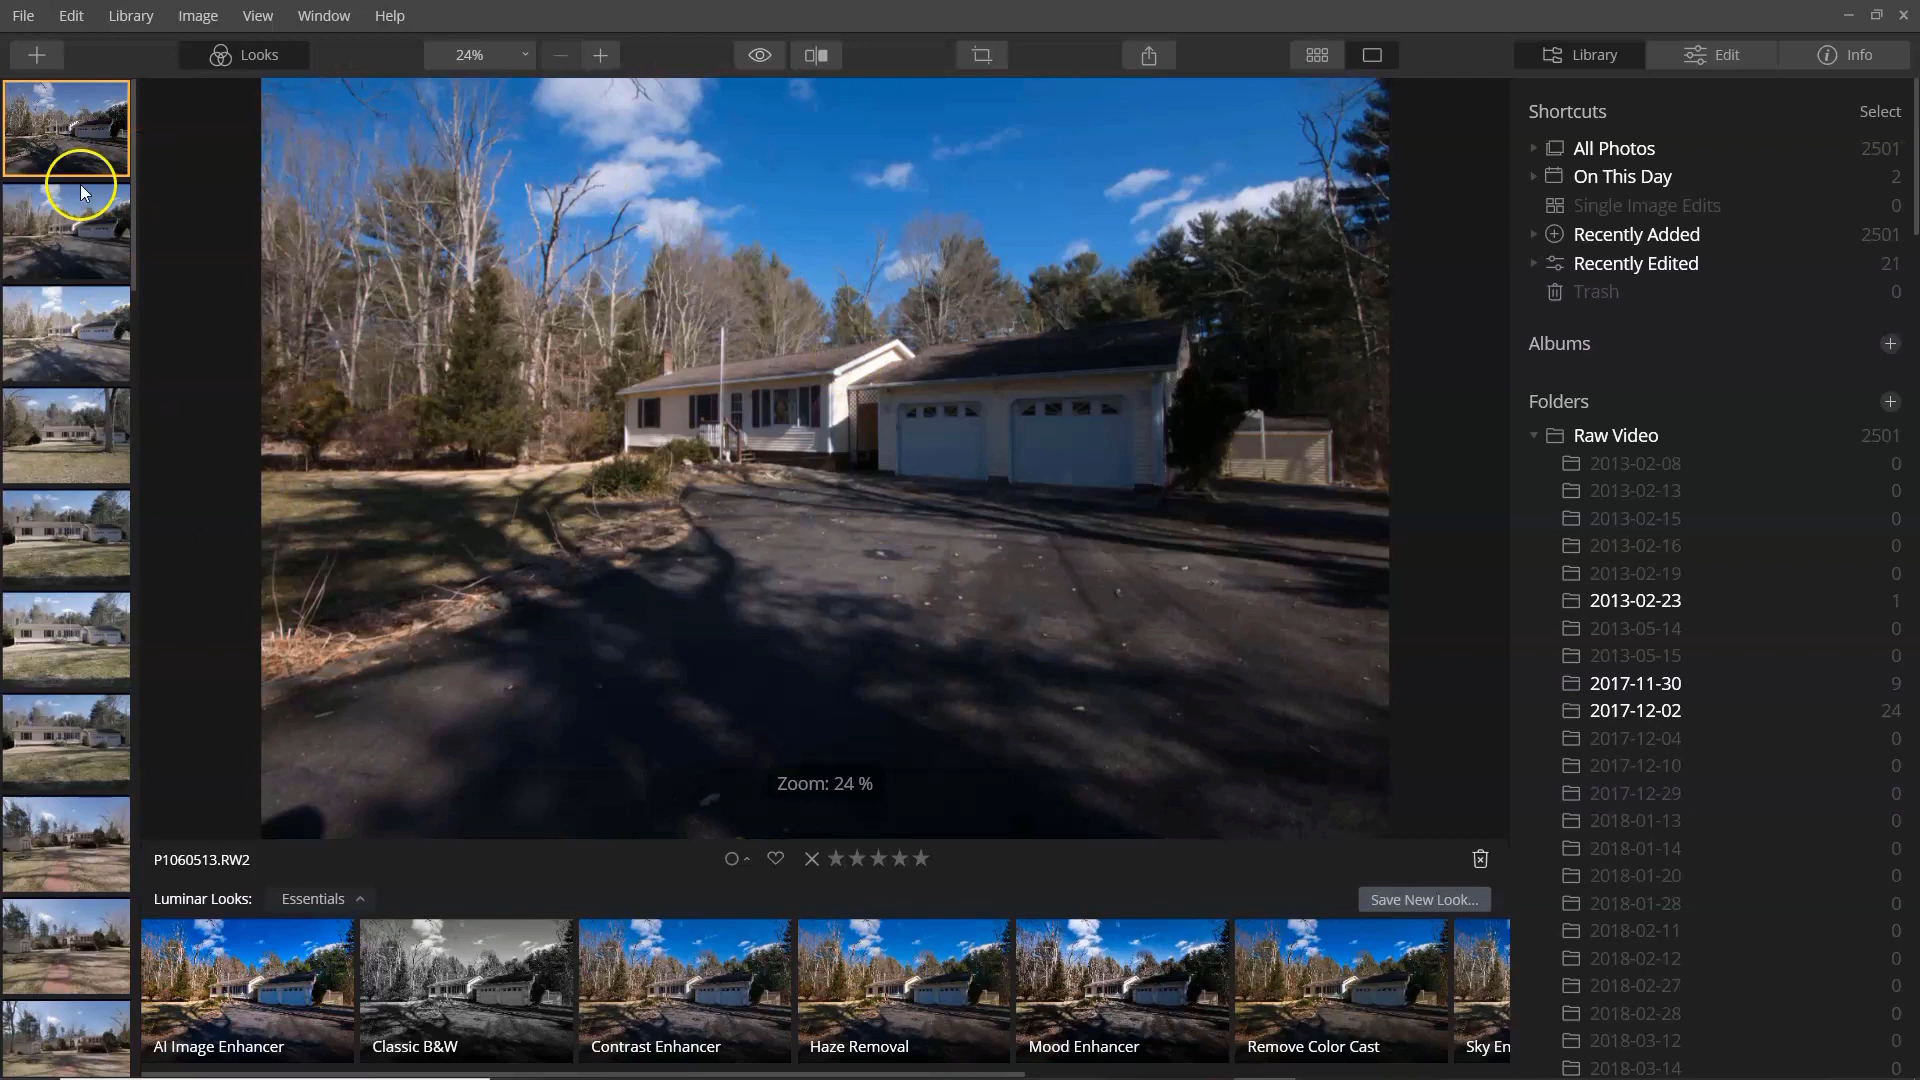 File Edit Library Image View Window Help
Looks 24% Library Edit Info
Shortcuts Select
All Photos 2501
On This Day 2
Single Image Edits 0
Recently Added 2501
Recently Edited 21
Trash 0
Albums
Folders
Raw Video 2501
2013-02-08 0
2013-02-13 0
2013-02-15 0
2013-02-16 0
2013-02-19 0
2013-02-23 1
2013-05-14 0
2013-05-15 0
2017-11-30 9
2017-12-02 24
2017-12-04 0
2017-12-10 0
2017-12-29 0
2018-01-13 0
2018-01-14 0
2018-01-20 0
2018-01-28 0
2018-02-11 0
2018-02-12 0
2018-02-27 0
2018-02-28 0
2018-03-12 0
2018-03-14 0
Zoom: 24 %
P1060513.RW2
Luminar Looks: Essentials Save New Look...
AI Image Enhancer Classic B&W Contrast Enhancer Haze Removal Mood Enhancer Remove Color Cast Sky En